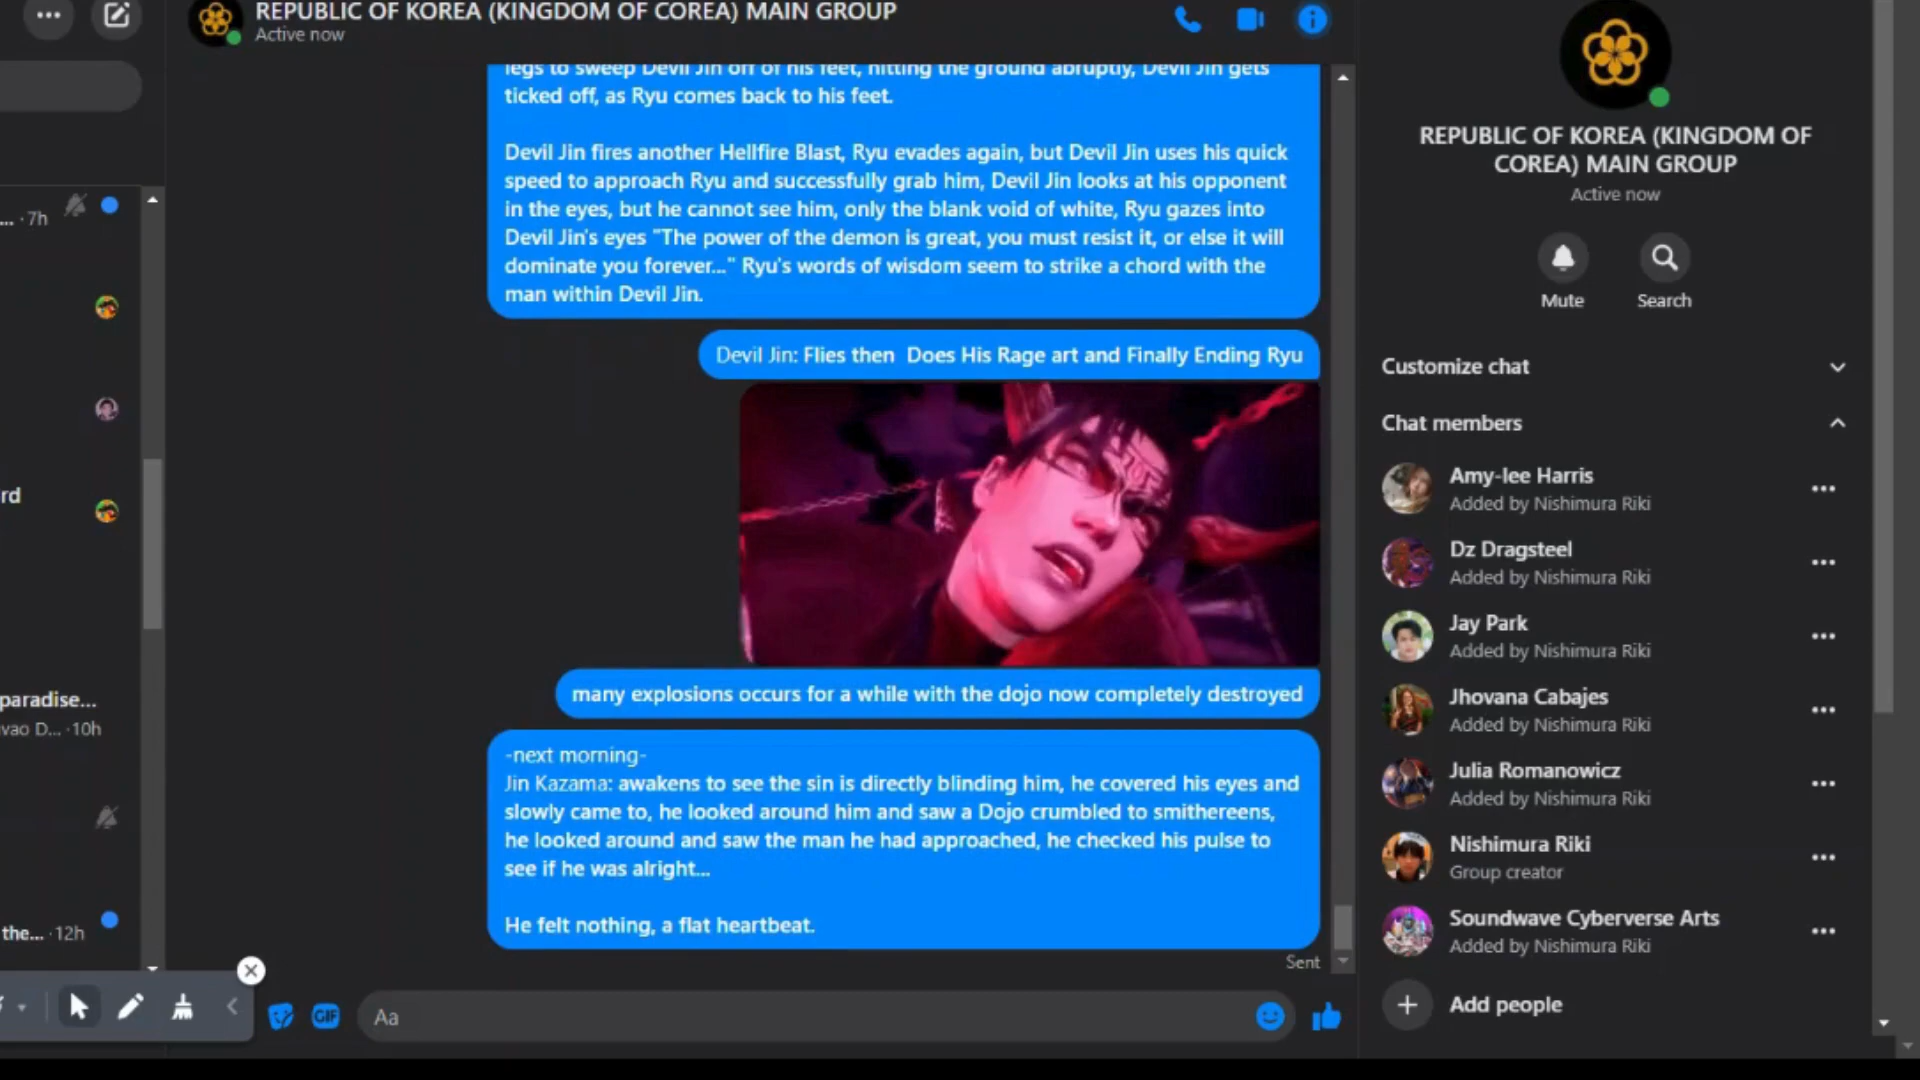 REPUBLIC OF KOREA (KINGDOM OF COREA) MAIN GROUP
Active now
... · 7h
rd
paradise...
vao D... · 10h
the... · 12h
legs to sweep Devil Jin off of his feet, hitting the ground abruptly, Devil Jin gets
ticked off, as Ryu comes back to his feet.
Devil Jin fires another Hellfire Blast, Ryu evades again, but Devil Jin uses his quick
speed to approach Ryu and successfully grab him, Devil Jin looks at his opponent
in the eyes, but he cannot see him, only the blank void of white, Ryu gazes into
Devil Jin's eyes "The power of the demon is great, you must resist it, or else it will
dominate you forever..." Ryu's words of wisdom seem to strike a chord with the
man within Devil Jin.
Devil Jin: Flies then  Does His Rage art and Finally Ending Ryu
many explosions occurs for a while with the dojo now completely destroyed
-next morning-
Jin Kazama: awakens to see the sin is directly blinding him, he covered his eyes and
slowly came to, he looked around him and saw a Dojo crumbled to smithereens,
he looked around and saw the man he had approached, he checked his pulse to
see if he was alright...
He felt nothing, a flat heartbeat.
Sent
GIF
Aa
REPUBLIC OF KOREA (KINGDOM OF
COREA) MAIN GROUP
Active now
Mute
Search
Customize chat
Chat members
Amy-lee Harris
Added by Nishimura Riki
Dz Dragsteel
Added by Nishimura Riki
Jay Park
Added by Nishimura Riki
Jhovana Cabajes
Added by Nishimura Riki
Julia Romanowicz
Added by Nishimura Riki
Nishimura Riki
Group creator
Soundwave Cyberverse Arts
Added by Nishimura Riki
Add people